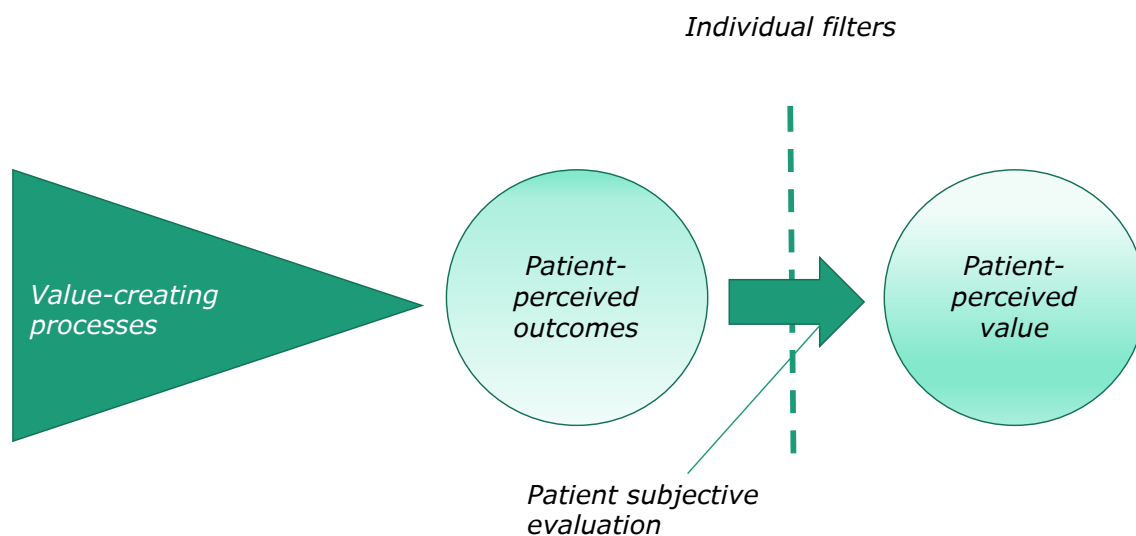 Individual filters
Value-creating
processes
Patient-
perceived
outcomes
Patient-
perceived
value
Patient subjective
evaluation